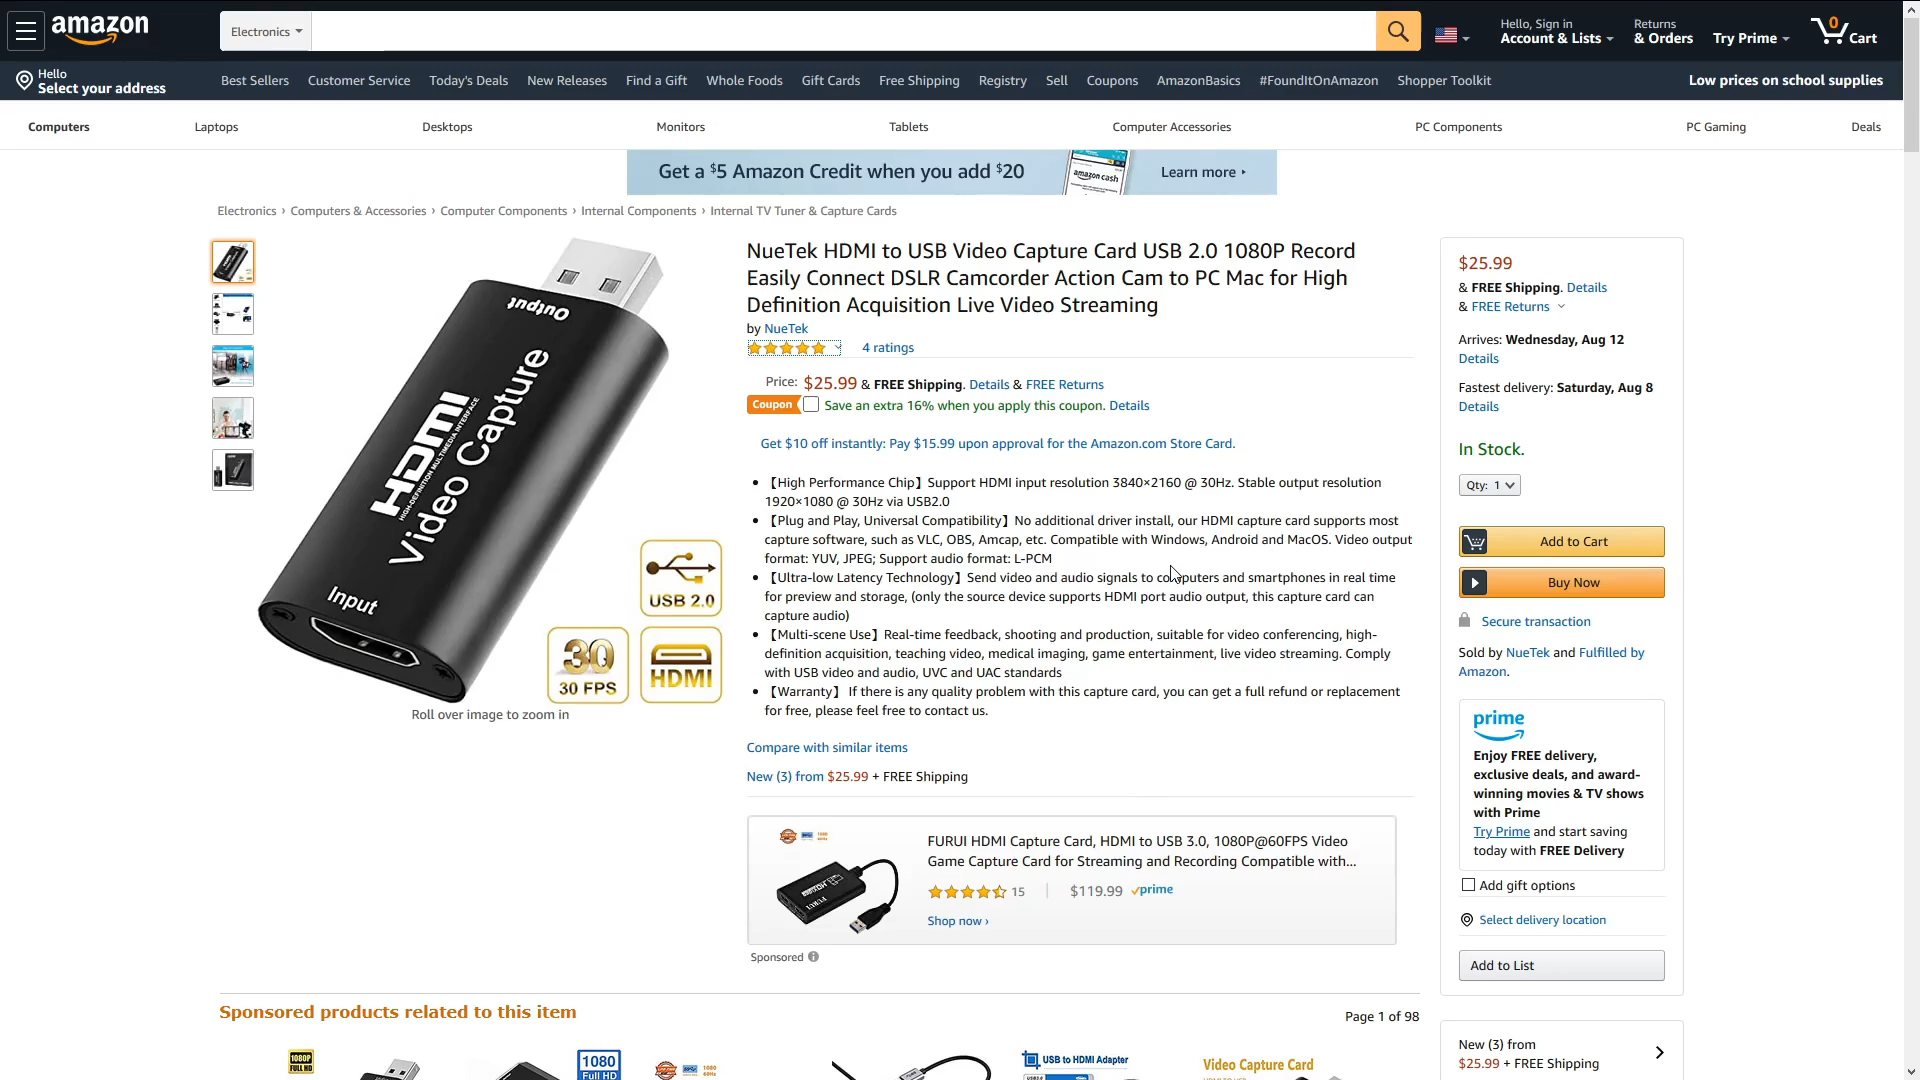 amazon
Electronics
Hello, Sign in
Account & Lists
Returns
& Orders
Try Prime
0
Cart
Hello
Select your address
Best Sellers
Customer Service
Today's Deals
New Releases
Find a Gift
Whole Foods
Gift Cards
Free Shipping
Registry
Sell
Coupons
AmazonBasics
#FoundItOnAmazon
Shopper Toolkit
Low prices on school supplies
Computers
Laptops
Desktops
Monitors
Tablets
Computer Accessories
PC Components
PC Gaming
Deals
Get a $5 Amazon Credit when you add $20
amazon cash
Learn more
Electronics › Computers & Accessories › Computer Components › Internal Components › Internal TV Tuner & Capture Cards
Output
HDMI
HIGH-DEFINITION MULTIMEDIA INTERFACE
Video Capture
Input
USB 2.0
30
30 FPS
HDMI
Roll over image to zoom in
NueTek HDMI to USB Video Capture Card USB 2.0 1080P Record
Easily Connect DSLR Camcorder Action Cam to PC Mac for High
Definition Acquisition Live Video Streaming
by NueTek
4 ratings
Price: $25.99 & FREE Shipping. Details & FREE Returns
Coupon Save an extra 16% when you apply this coupon. Details
Get $10 off instantly: Pay $15.99 upon approval for the Amazon.com Store Card.
• 【High Performance Chip】Support HDMI input resolution 3840×2160 @ 30Hz. Stable output resolution
1920×1080 @ 30Hz via USB2.0
• 【Plug and Play, Universal Compatibility】No additional driver install, our HDMI capture card supports most
capture software, such as VLC, OBS, Amcap, etc. Compatible with Windows, Android and MacOS. Video output
format: YUV, JPEG; Support audio format: L-PCM
• 【Ultra-low Latency Technology】Send video and audio signals to computers and smartphones in real time
for preview and storage, (only the source device supports HDMI port audio output, this capture card can
capture audio)
• 【Multi-scene Use】Real-time feedback, shooting and production, suitable for video conferencing, high-
definition acquisition, teaching video, medical imaging, game entertainment, live video streaming. Comply
with USB video and audio, UVC and UAC standards
• 【Warranty】 If there is any quality problem with this capture card, you can get a full refund or replacement
for free, please feel free to contact us.
Compare with similar items
New (3) from $25.99 + FREE Shipping
FURUI HDMI Capture Card, HDMI to USB 3.0, 1080P@60FPS Video
Game Capture Card for Streaming and Recording Compatible with...
15
$119.99 prime
Shop now ›
Sponsored
$25.99
& FREE Shipping. Details
& FREE Returns
Arrives: Wednesday, Aug 12
Details
Fastest delivery: Saturday, Aug 8
Details
In Stock.
Qty: 1
Add to Cart
Buy Now
Secure transaction
Sold by NueTek and Fulfilled by
Amazon.
prime
Enjoy FREE delivery,
exclusive deals, and award-
winning movies & TV shows
with Prime
Try Prime and start saving
today with FREE Delivery
Add gift options
Select delivery location
Add to List
New (3) from
$25.99 + FREE Shipping
Sponsored products related to this item
Page 1 of 98
1080P
FULL HD
1080
Full HD
USB to HDMI Adapter
Video Capture Card